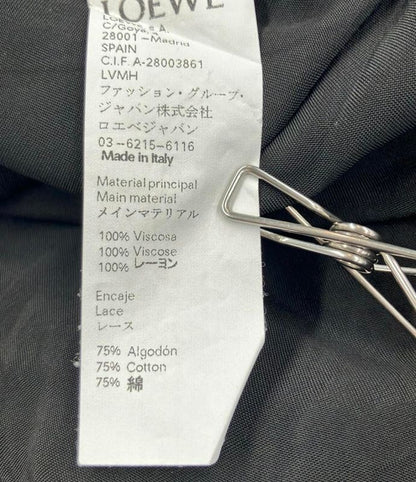 LOEWE
Loewe S.A.
C/Goya, 4.
28001-Madrid
SPAIN
C.I.F. A-28003861
LVMH
ファッション・グループ・
ジャパン株式会社
ロエベジャパン
03-6215-6116
Made in Italy
Material principal
Main material
メインマテリアル
100% Viscosa
100% Viscose
100% レーヨン
Encaje
Lace
レース
75% Algodón
75% Cotton
75% 綿